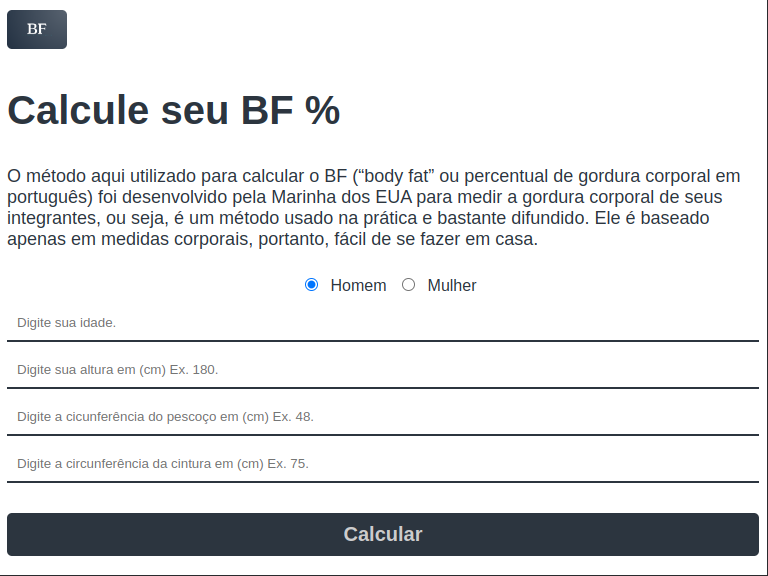 BF
Calcule seu BF %
O método aqui utilizado para calcular o BF (“body fat” ou percentual de gordura corporal em
português) foi desenvolvido pela Marinha dos EUA para medir a gordura corporal de seus
integrantes, ou seja, é um método usado na prática e bastante difundido. Ele é baseado
apenas em medidas corporais, portanto, fácil de se fazer em casa.
Homem Mulher
Digite sua idade.
Digite sua altura em (cm) Ex. 180.
Digite a cicunferência do pescoço em (cm) Ex. 48.
Digite a circunferência da cintura em (cm) Ex. 75.
Calcular